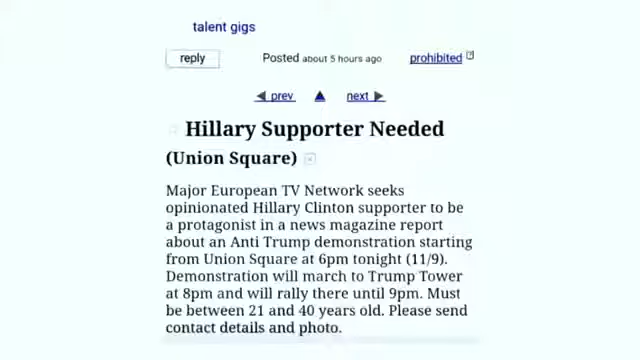 talent gigs
reply Posted about 5 hours ago prohibited [?]
◀ prev ▲ next ▶
☆ Hillary Supporter Needed
(Union Square)
Major European TV Network seeks
opinionated Hillary Clinton supporter to be
a protagonist in a news magazine report
about an Anti Trump demonstration starting
from Union Square at 6pm tonight (11/9).
Demonstration will march to Trump Tower
at 8pm and will rally there until 9pm. Must
be between 21 and 40 years old. Please send
contact details and photo.